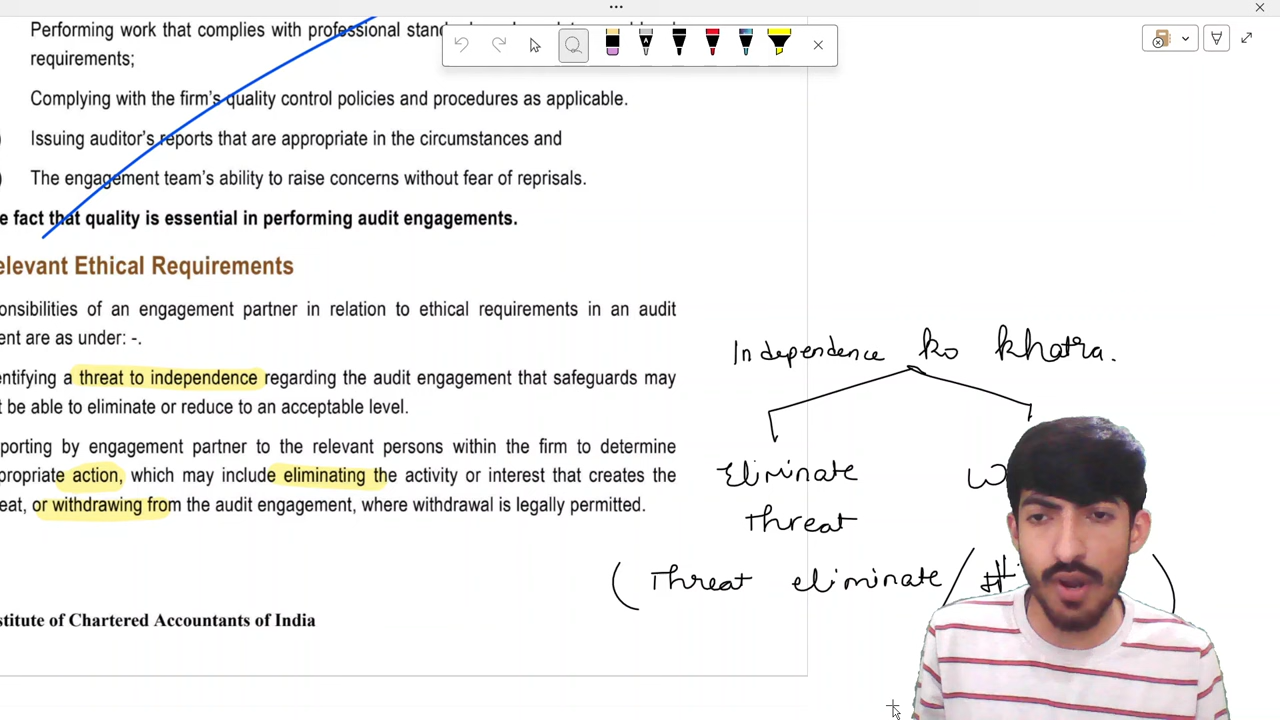 Performing work that complies with professional
requirements;
Complying with the firm's quality control policies and procedures as applicable.
) Issuing auditor's reports that are appropriate in the circumstances and
) The engagement team's ability to raise concerns without fear of reprisals.
e fact that quality is essential in performing audit engagements.
elevant Ethical Requirements
onsibilities of an engagement partner in relation to ethical requirements in an audit
ent are as under: -.
entifying a threat to independence regarding the audit engagement that safeguards may
t be able to eliminate or reduce to an acceptable level.
porting by engagement partner to the relevant persons within the firm to determine
propriate action, which may include eliminating the activity or interest that creates the
eat, or withdrawing from the audit engagement, where withdrawal is legally permitted.
stitute of Chartered Accountants of India
Independence ko khatra.
Eliminate
threat
W
( Threat eliminate / #
)